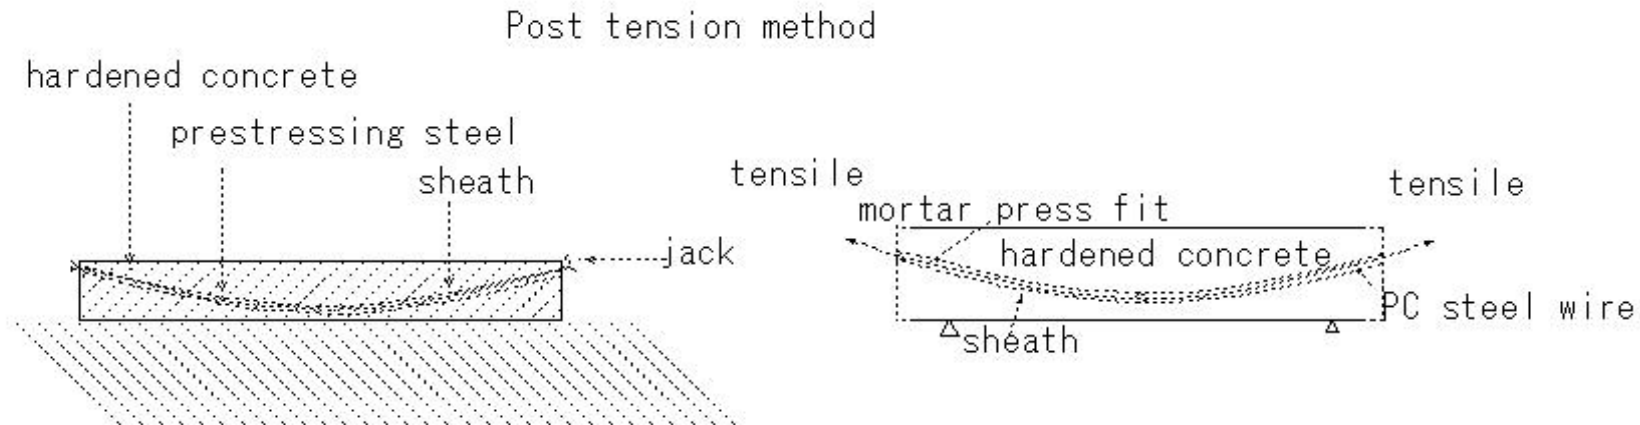 Post tension method
hardened concrete
prestressing steel
sheath
jack
tensile
tensile
mortar press fit
hardened concrete
PC steel wire
sheath